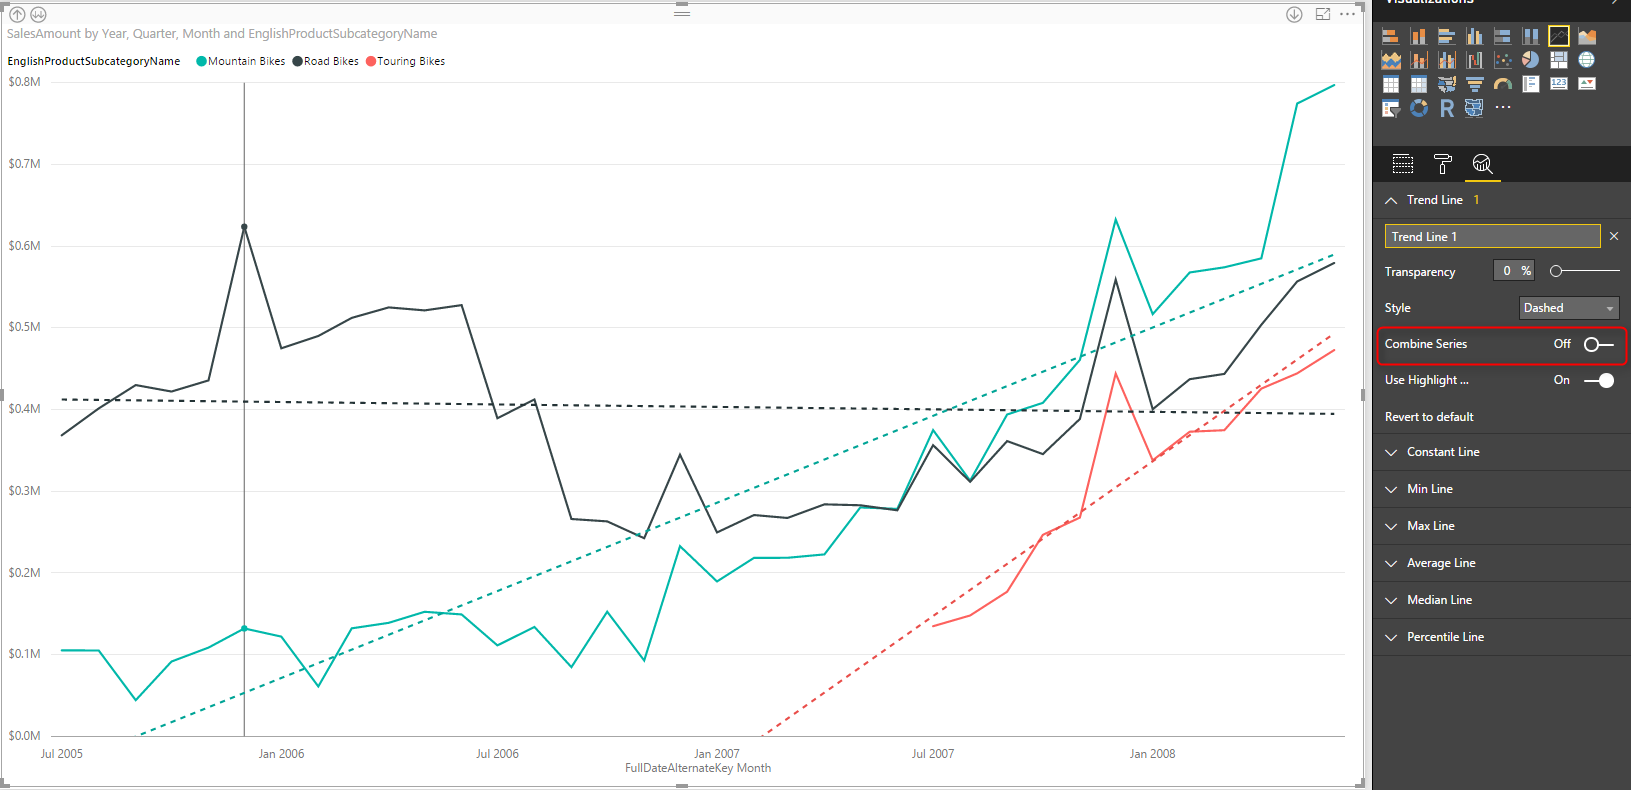 Visualizations
SalesAmount by Year, Quarter, Month and EnglishProductSubcategoryName
EnglishProductSubcategoryName Mountain Bikes Road Bikes Touring Bikes
$0.8M
$0.7M
$0.6M
$0.5M
$0.4M
$0.3M
$0.2M
$0.1M
$0.0M
Jul 2005 Jan 2006 Jul 2006 Jan 2007 Jul 2007 Jan 2008
FullDateAlternateKey Month
123
R
Trend Line 1
Trend Line 1
Transparency 0 %
Style Dashed
Combine Series Off
Use Highlight ... On
Revert to default
Constant Line
Min Line
Max Line
Average Line
Median Line
Percentile Line